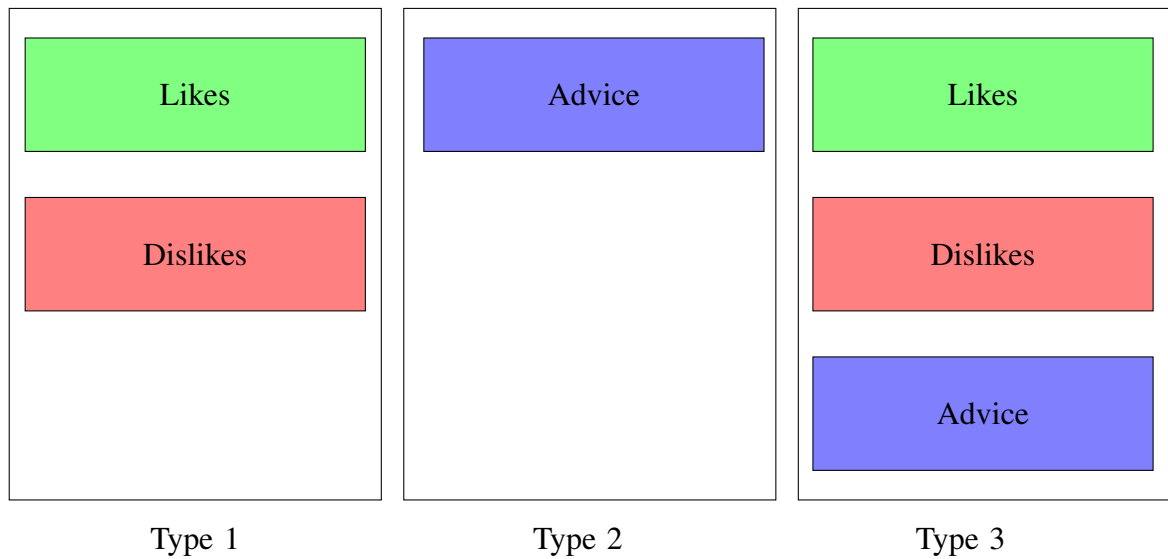 Likes
Dislikes
Type 1
Advice
Type 2
Likes
Dislikes
Advice
Type 3